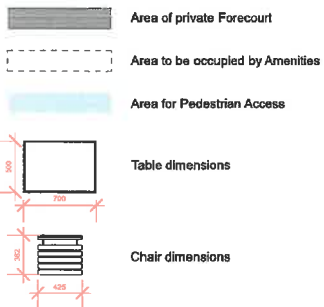 Area of private Forecourt
Area to be occupied by Amenities
Area for Pedestrian Access
500
Table dimensions
700
382
Chair dimensions
425